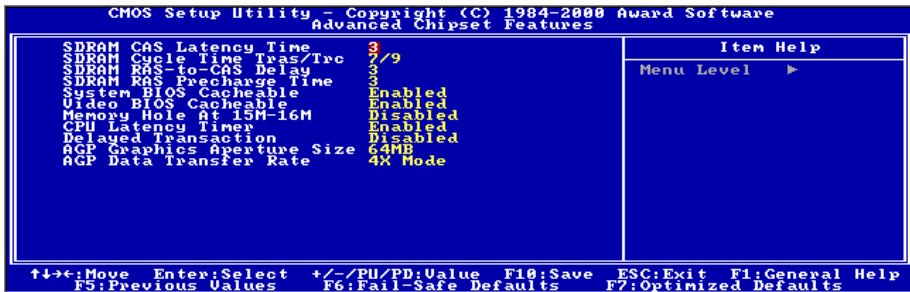 CMOS Setup Utility - Copyright (C) 1984-2000 Award Software
Advanced Chipset Features
SDRAM CAS Latency Time 3
SDRAM Cycle Time Tras/Trc 7/9
SDRAM RAS-to-CAS Delay 3
SDRAM RAS Precharge Time 3
System BIOS Cacheable Enabled
Video BIOS Cacheable Enabled
Memory Hole At 15M-16M Disabled
CPU Latency Timer Enabled
Delayed Transaction Disabled
AGP Graphics Aperture Size 64MB
AGP Data Transfer Rate 4X Mode
Item Help
Menu Level ►
↑↓→←:Move Enter:Select +/-/PU/PD:Value F10:Save ESC:Exit F1:General Help
F5:Previous Values F6:Fail-Safe Defaults F7:Optimized Defaults